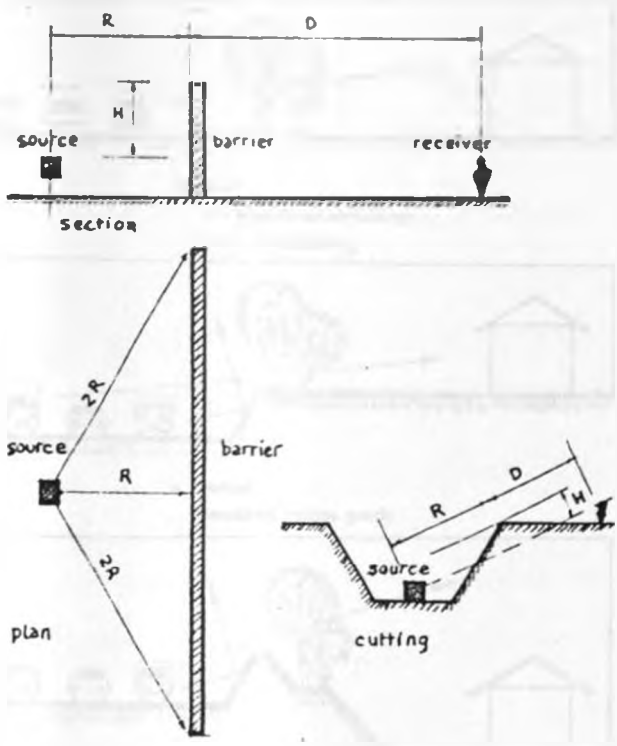 R D
H
source barrier receiver
section
2R
source barrier
R
2R
plan
R D H
source
cutting